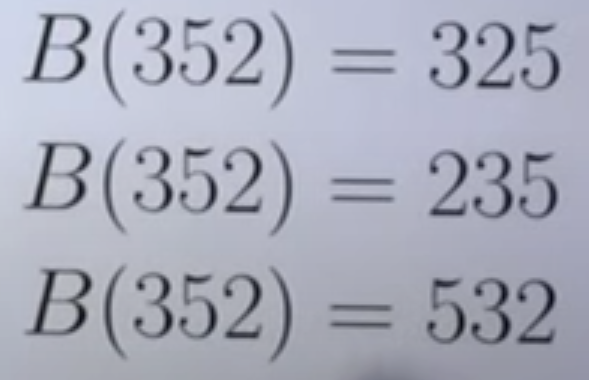 B(352) = 325
B(352) = 235
B(352) = 532